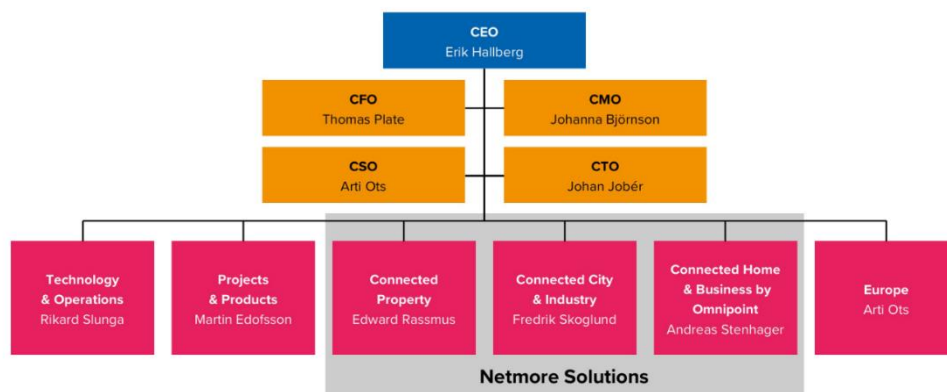 CEO
Erik Hallberg
CFO
Thomas Plate
CMO
Johanna Björnson
CSO
Arti Ots
CTO
Johan Jobér
Technology
& Operations
Rikard Slunga
Projects
& Products
Martin Edofsson
Connected
Property
Edward Rassmus
Connected City
& Industry
Fredrik Skoglund
Connected Home
& Business by
Omnipoint
Andreas Stenhager
Europe
Arti Ots
Netmore Solutions